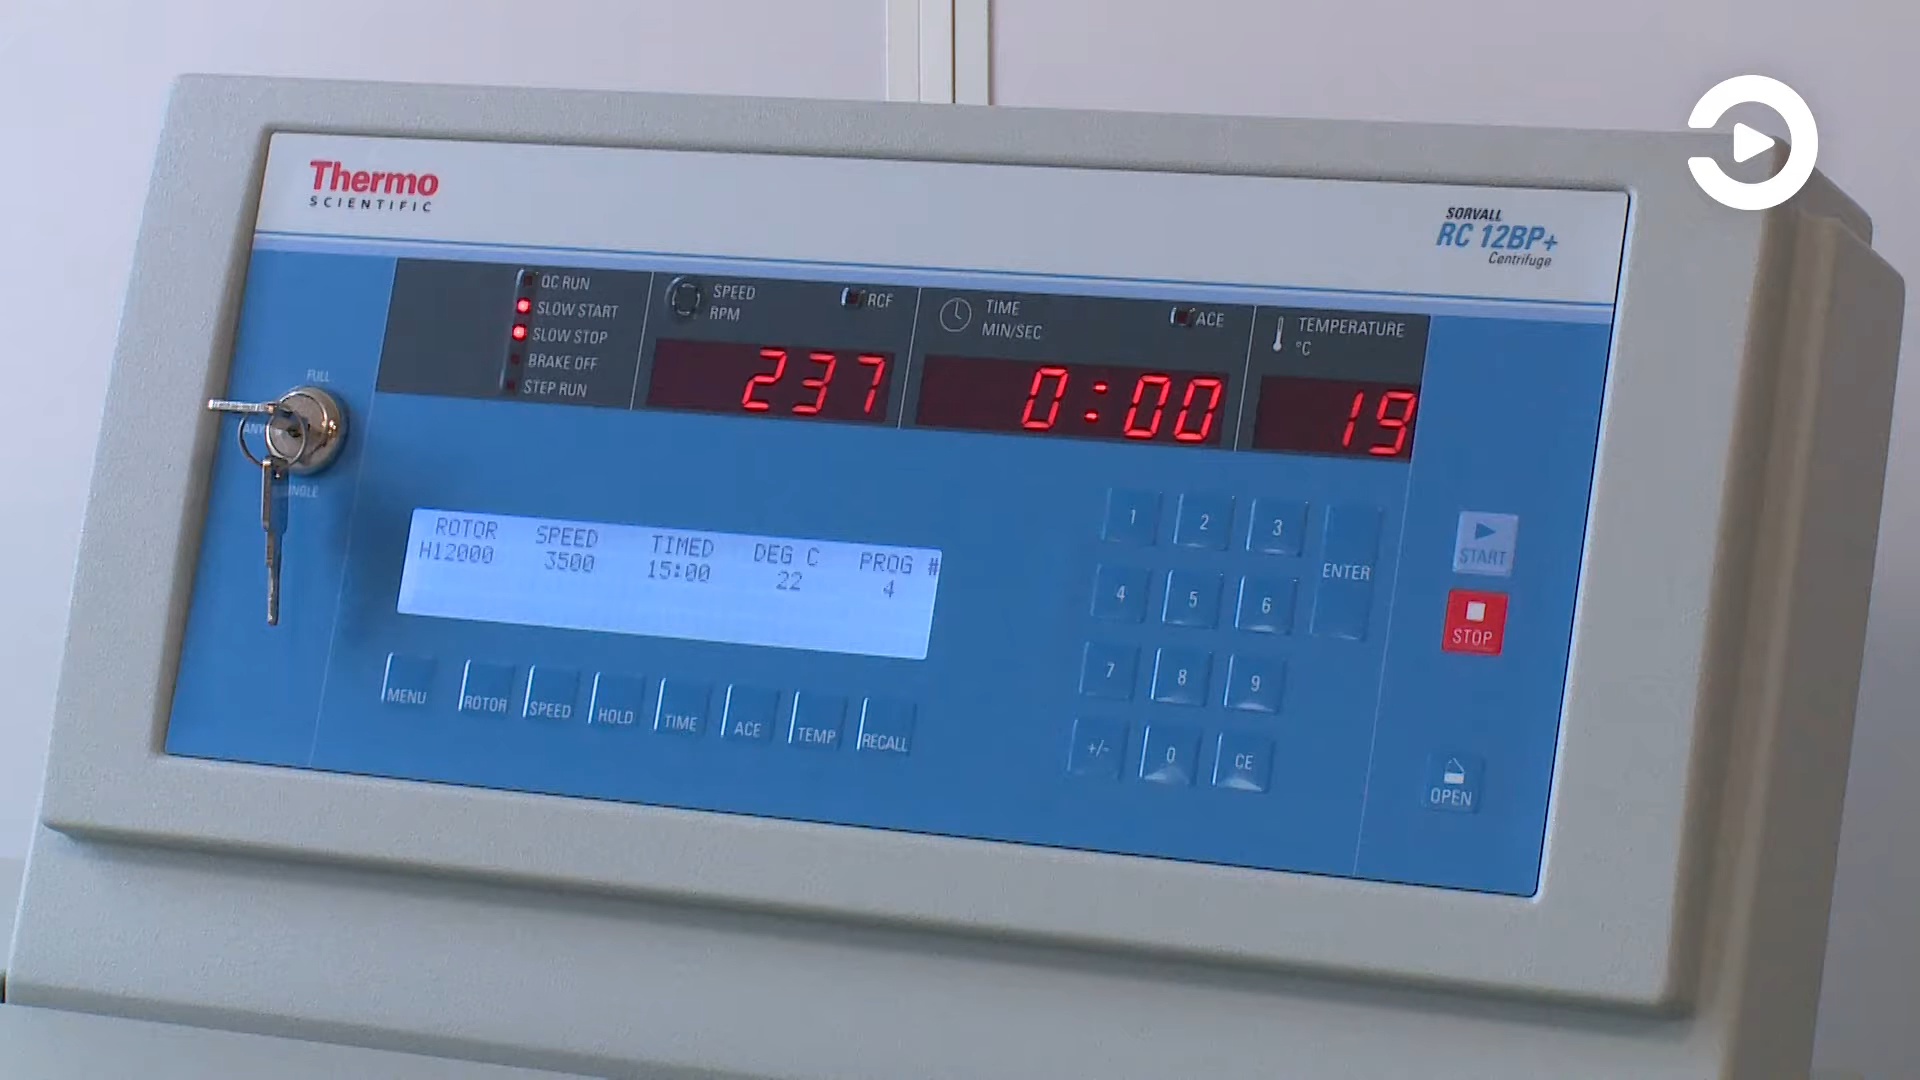 Thermo
SCIENTIFIC
SORVALL
RC 12BP+
Centrifuge
QC RUN
SLOW START
SLOW STOP
BRAKE OFF
STEP RUN
SPEED
RPM
RCF
237
TIME
MIN/SEC
ACE
0:00
TEMPERATURE
°C
19
FULL
ANY
ROTOR SPEED TIMED DEG C PROG #
H12000 3500 15:00 22 4
MENU ROTOR SPEED HOLD TIME ACE TEMP RECALL
1 2 3
4 5 6
7 8 9
+/- 0 CE
ENTER
START
STOP
OPEN